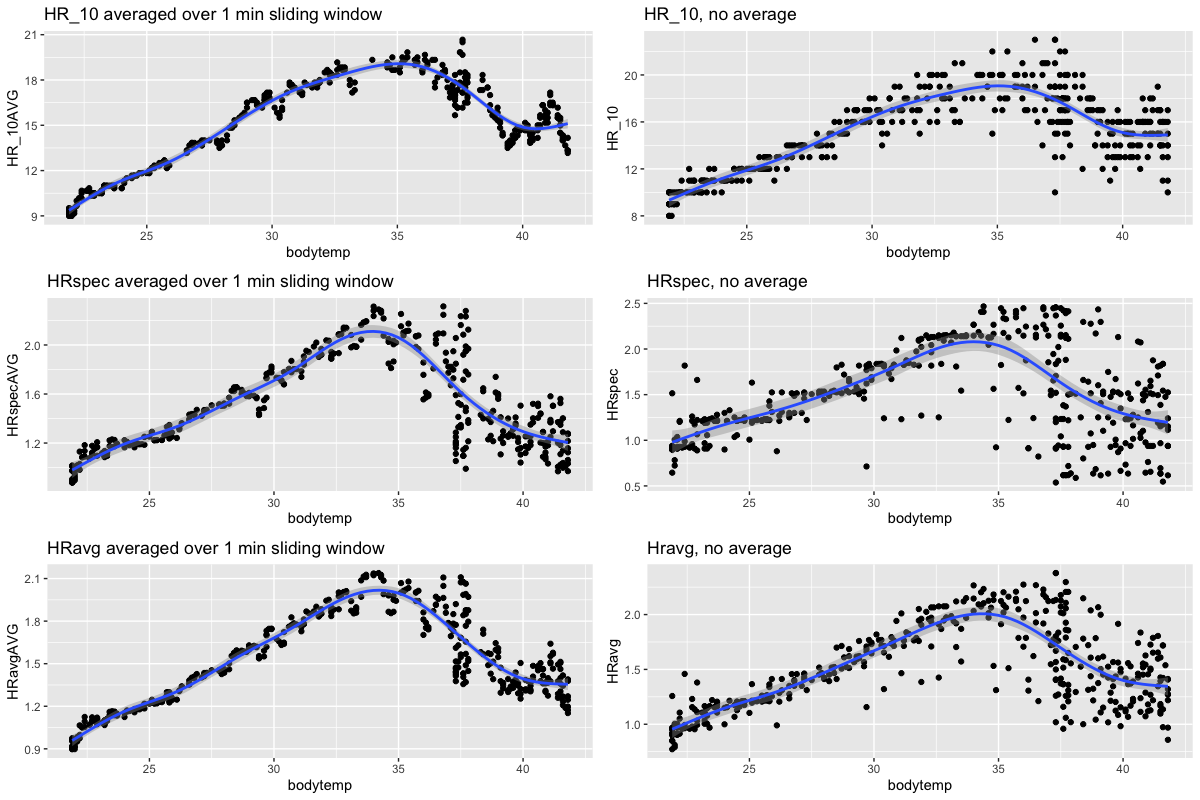 HR_10 averaged over 1 min sliding window
21
18
15
12
9
HR_10AVG
25 30 35 40
bodytemp
HR_10, no average
20
16
12
8
HR_10
25 30 35 40
bodytemp
HRspec averaged over 1 min sliding window
2.0
1.6
1.2
HRspecAVG
25 30 35 40
bodytemp
HRspec, no average
2.5
2.0
1.5
1.0
0.5
HRspec
25 30 35 40
bodytemp
HRavg averaged over 1 min sliding window
2.1
1.8
1.5
1.2
0.9
HRavgAVG
25 30 35 40
bodytemp
Hravg, no average
2.0
1.5
1.0
HRavg
25 30 35 40
bodytemp